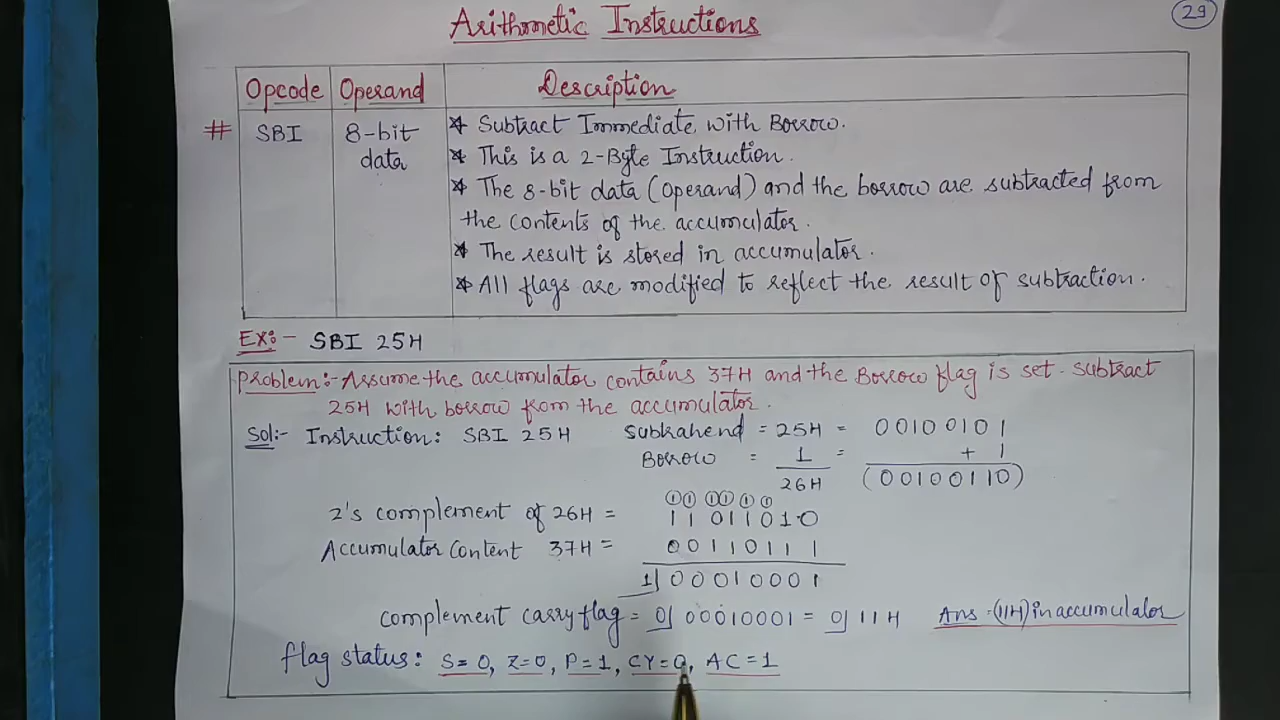 29
Arithmetic Instructions
Opcode Operand Description
# SBI 8-bit data
* Subtract Immediate with Borrow.
* This is a 2-Byte Instruction.
* The 8-bit data (Operand) and the borrow are subtracted from
the contents of the accumulator.
* The result is stored in accumulator.
* All flags are modified to reflect the result of subtraction.
EX:- SBI 25H
Problem:- Assume the accumulator contains 37H and the Borrow flag is set. subtract
25H with borrow from the accumulator.
Sol:- Instruction: SBI 25H Subtrahend = 25H = 00100101
Borrow = 1 = + 1
26H (00100110)
1 1 1 1 1 1
2's complement of 26H = 11011010
Accumulator Content 37H = 00110111
1] 00010001
complement carry flag = 0] 00010001 = 0] 11H Ans - (11H) in accumulator
flag status: S=0, Z=0, P=1, CY=0, AC=1